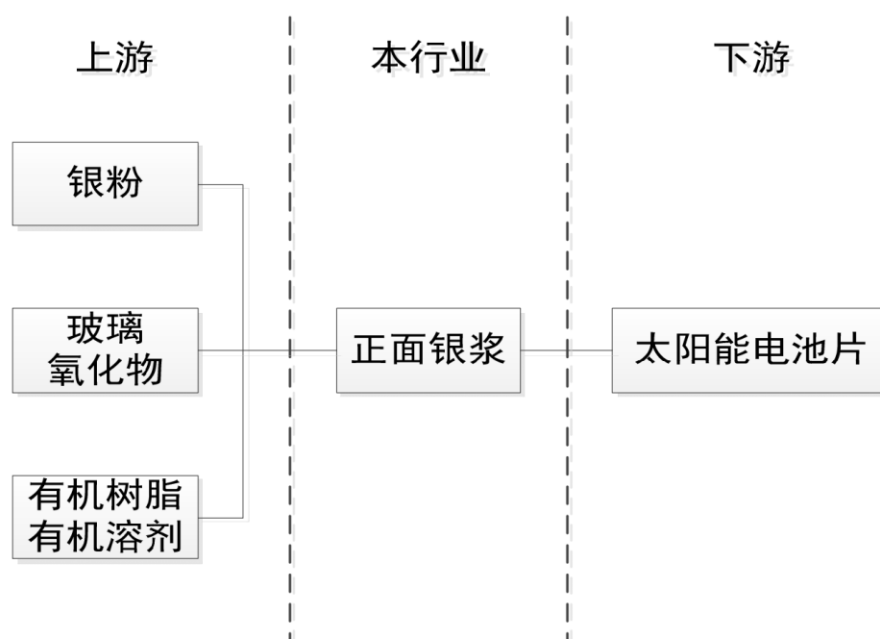 上游
本行业
下游
银粉
玻璃
氧化物
正面银浆
太阳能电池片
有机树脂
有机溶剂